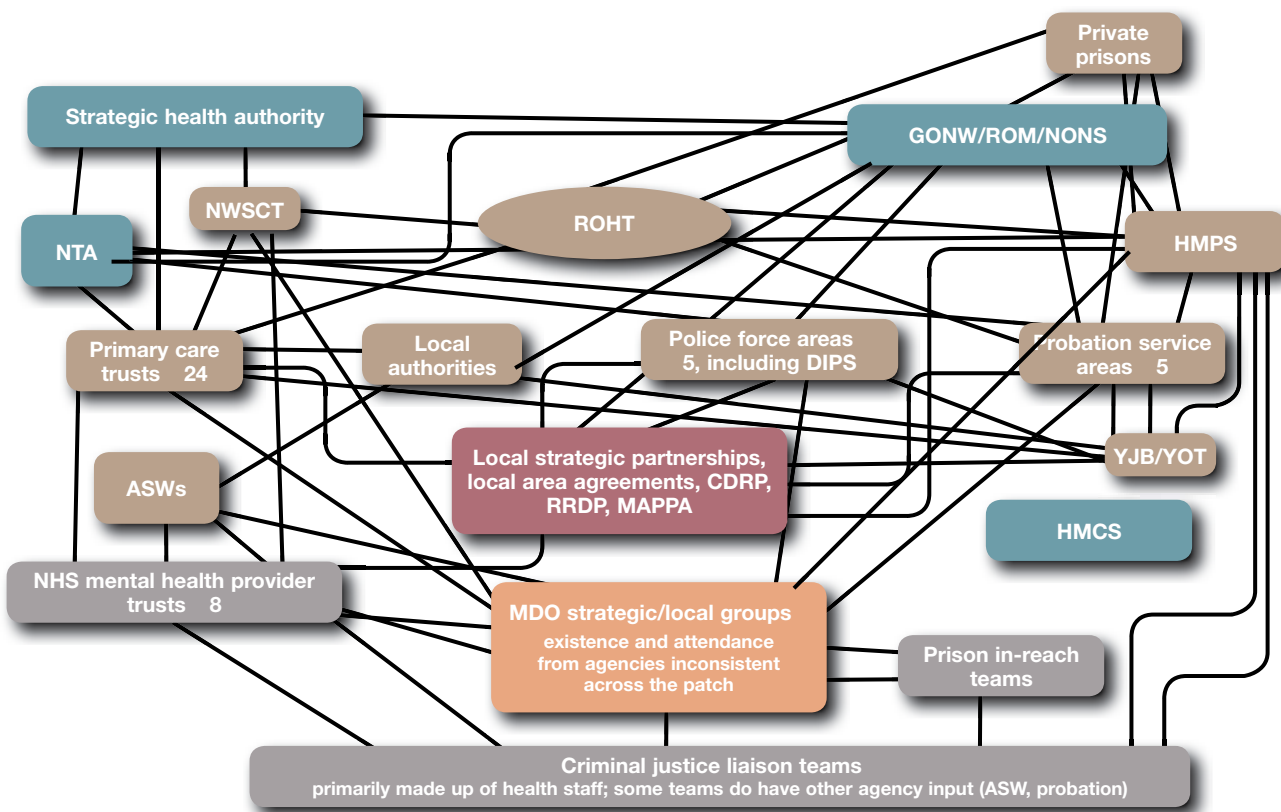 Private
prisons
Strategic health authority
GONW/ROM/NONS
NWSCT
ROHT
NTA
HMPS
Primary care
trusts 24
Local
authorities
Police force areas
5, including DIPS
Probation service
areas 5
Local strategic partnerships,
local area agreements, CDRP,
RRDP, MAPPA
YJB/YOT
ASWs
HMCS
NHS mental health provider
trusts 8
MDO strategic/local groups
existence and attendance
from agencies inconsistent
across the patch
Prison in-reach
teams
Criminal justice liaison teams
primarily made up of health staff; some teams do have other agency input (ASW, probation)